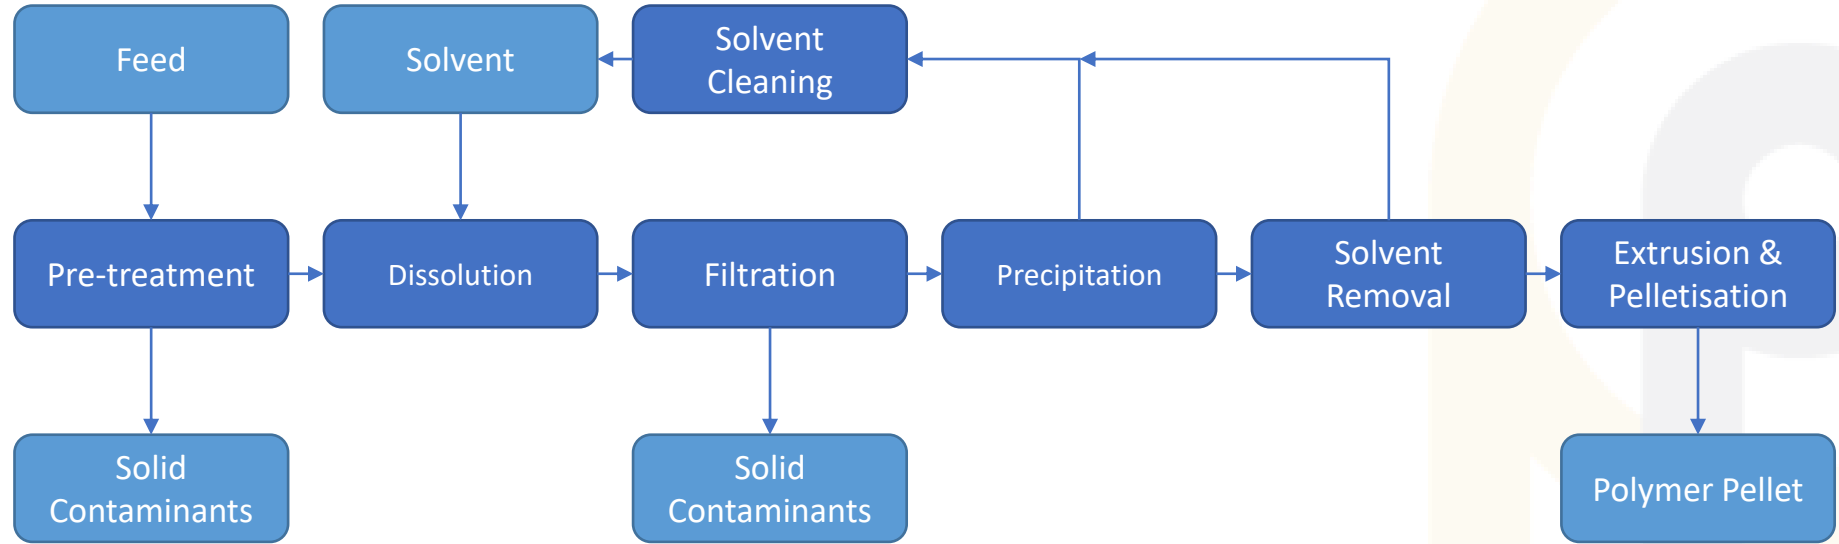 Feed
Solvent
Solvent
Cleaning
Pre-treatment
Dissolution
Filtration
Precipitation
Solvent
Removal
Extrusion &
Pelletisation
Solid
Contaminants
Solid
Contaminants
Polymer Pellet